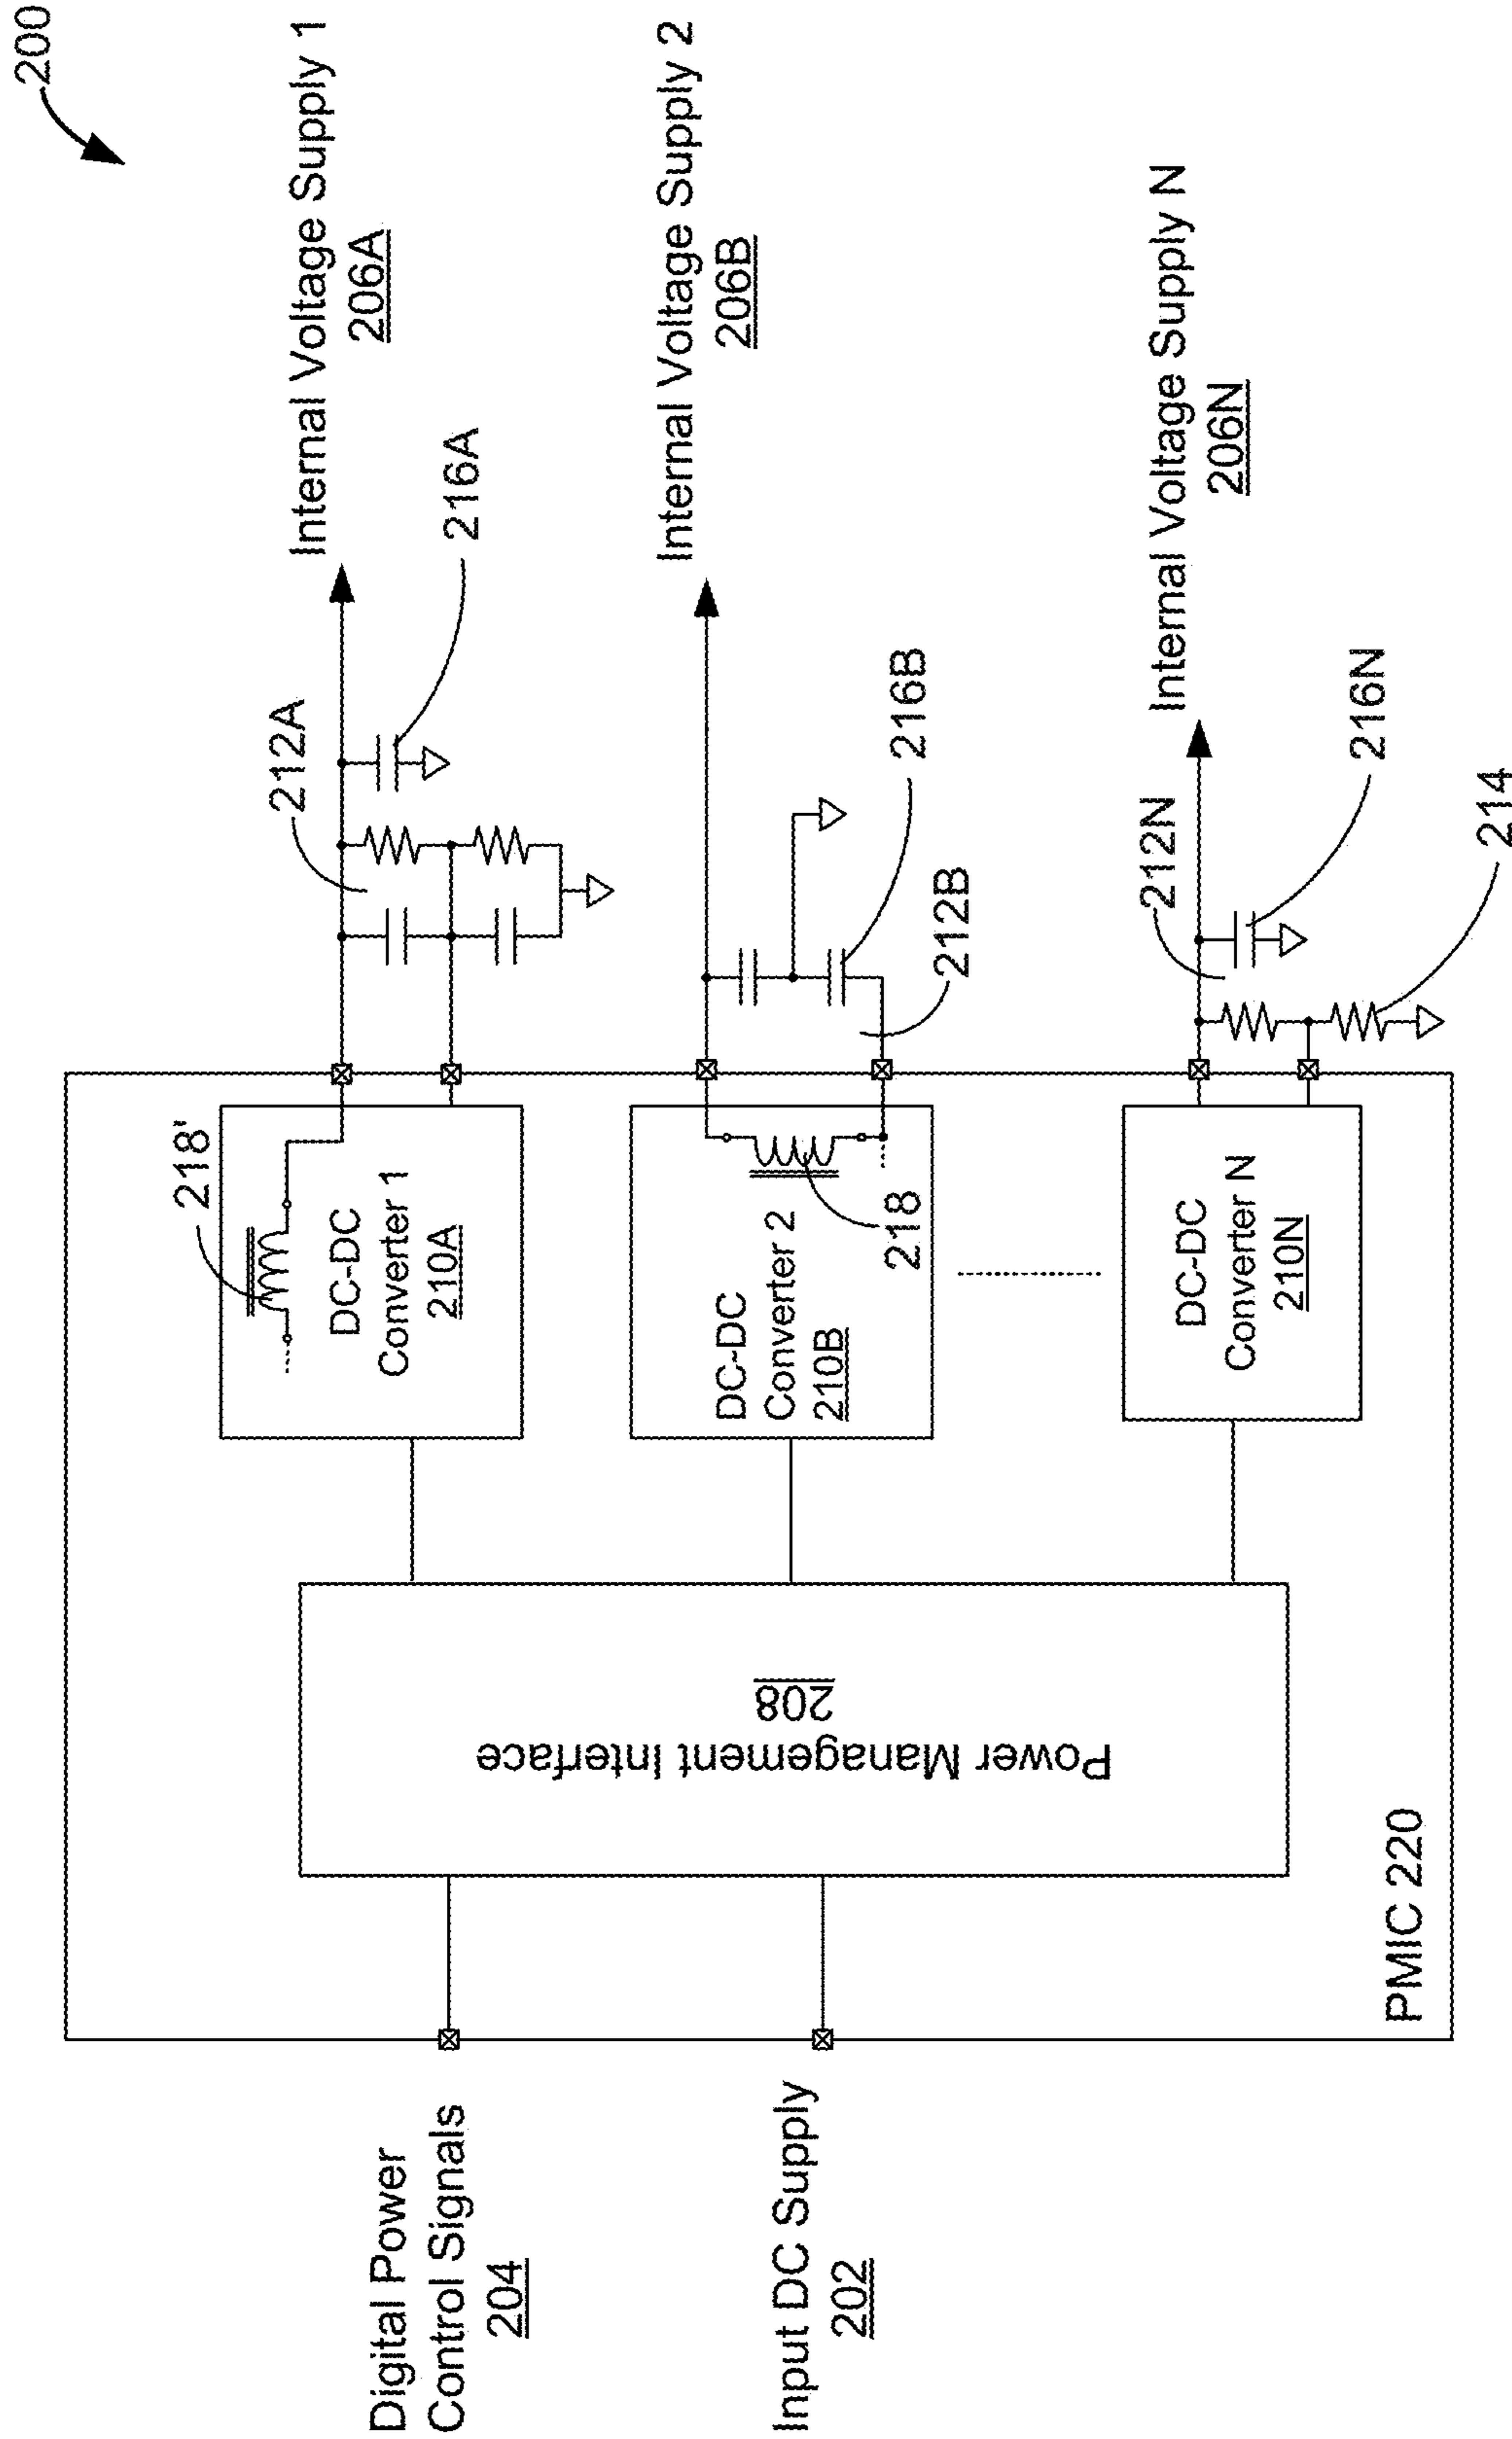 200
Digital Power
Control Signals
204
Input DC Supply
202
PMIC 220
Power Management Interface
208
218'
DC-DC
Converter 1
210A
DC-DC
Converter 2
210B
218
DC-DC
Converter N
210N
212A
216A
Internal Voltage Supply 1
206A
212B
216B
Internal Voltage Supply 2
206B
212N
216N
214
Internal Voltage Supply N
206N